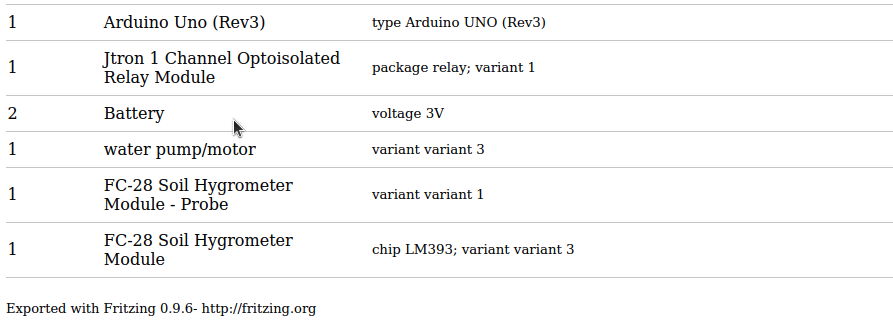 1 Arduino Uno (Rev3) type Arduino UNO (Rev3)
1 Jtron 1 Channel Optoisolated
Relay Module package relay; variant 1
2 Battery voltage 3V
1 water pump/motor variant variant 3
1 FC-28 Soil Hygrometer
Module - Probe variant variant 1
1 FC-28 Soil Hygrometer
Module chip LM393; variant variant 3
Exported with Fritzing 0.9.6- http://fritzing.org